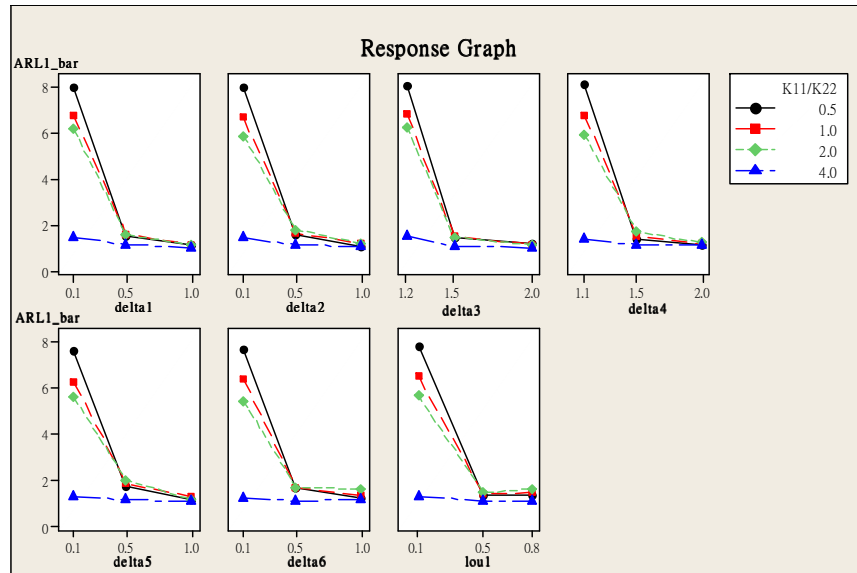 Response Graph
ARL1_bar
8
6
4
2
0
0.1 0.5 1.0
delta1
0.1 0.5 1.0
delta2
1.2 1.5 2.0
delta3
1.1 1.5 2.0
delta4
K11/K22
0.5
1.0
2.0
4.0
ARL1_bar
8
6
4
2
0
0.1 0.5 1.0
delta5
0.1 0.5 1.0
delta6
0.1 0.5 0.8
lou1